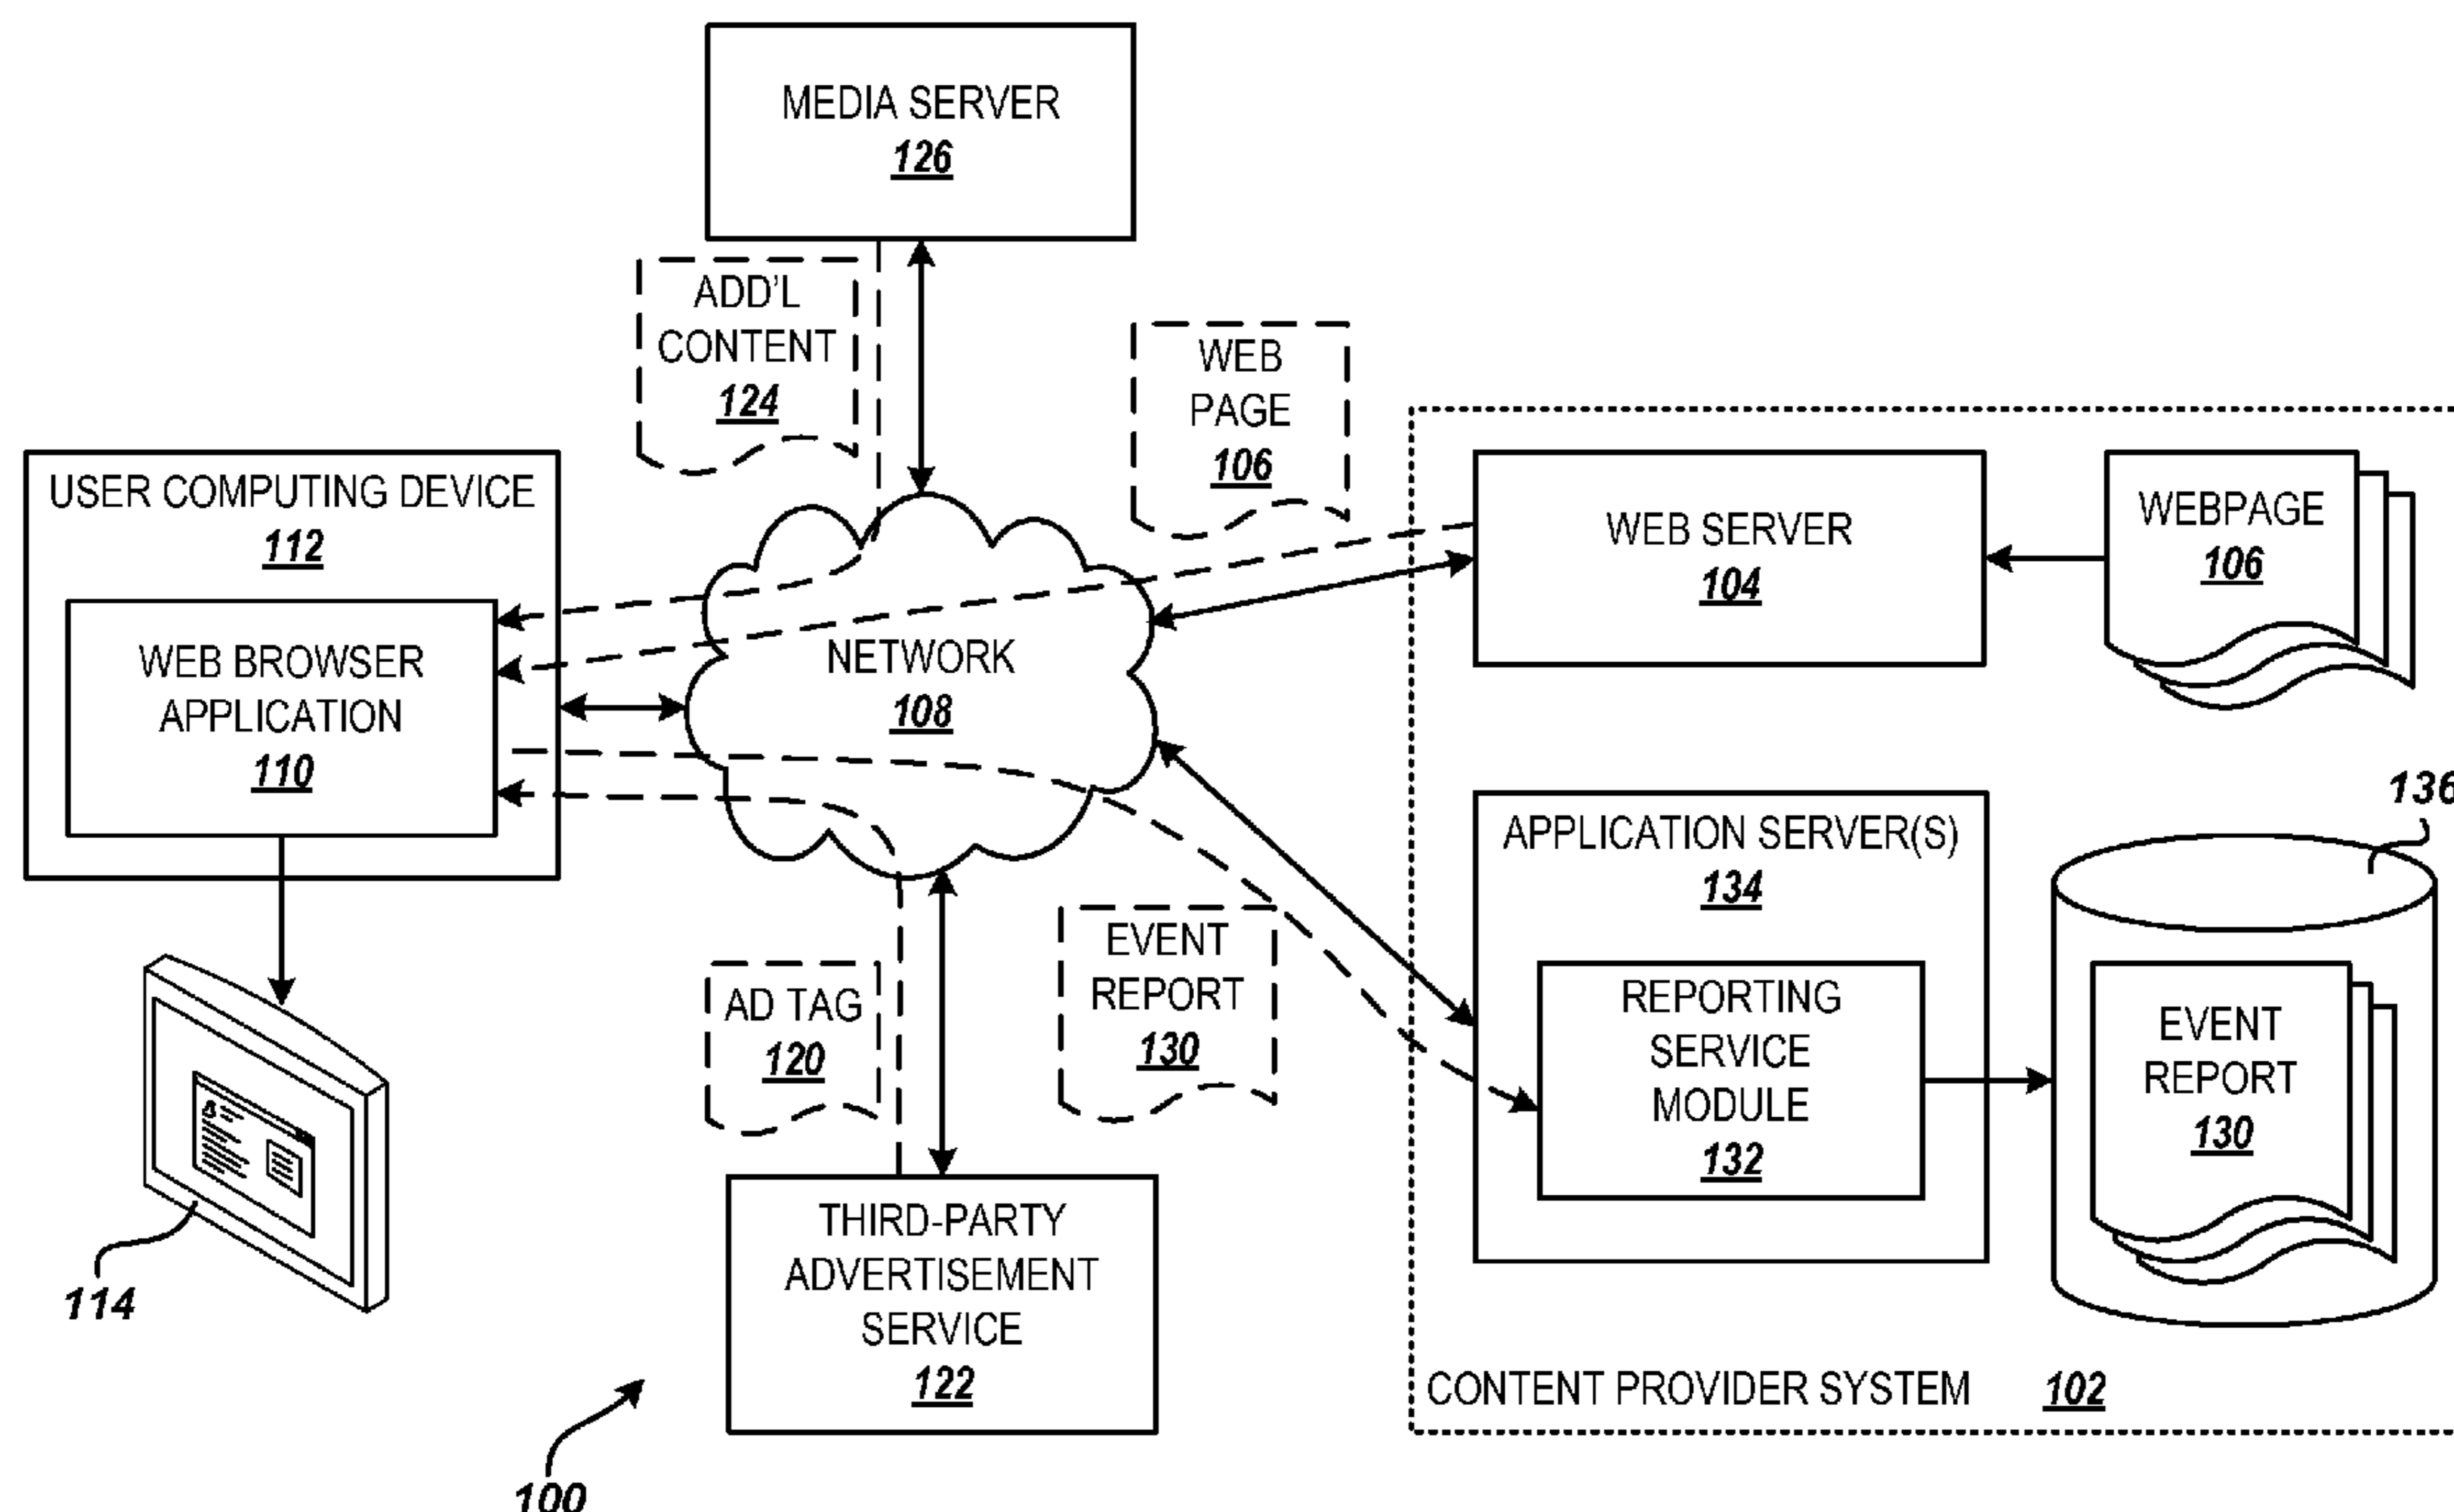 MEDIA SERVER
126
ADD'L
CONTENT
124
WEB
PAGE
106
USER COMPUTING DEVICE
112
WEB BROWSER
APPLICATION
110
NETWORK
108
WEB SERVER
104
WEBPAGE
106
136
APPLICATION SERVER(S)
134
REPORTING
SERVICE
MODULE
132
EVENT
REPORT
130
AD TAG
120
EVENT
REPORT
130
THIRD-PARTY
ADVERTISEMENT
SERVICE
122
114
CONTENT PROVIDER SYSTEM 102
100